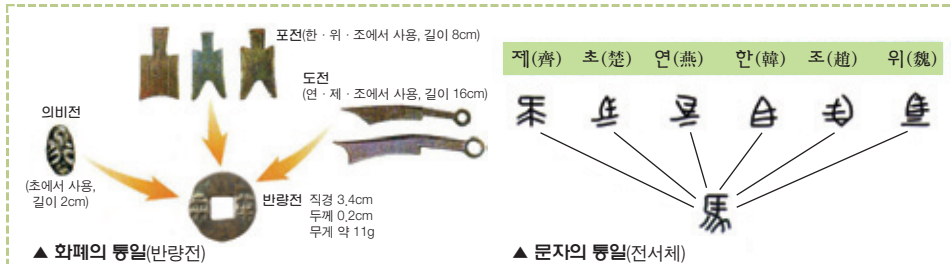 포전(한·위·조에서 사용, 길이 8cm)
도전
(연·제·조에서 사용, 길이 16cm)
의비전
(초에서 사용,
길이 2cm)
반량전 직경 3.4cm
두께 0.2cm
무게 약 11g
▲ 화폐의 통일(반량전)
제(齊) 초(楚) 연(燕) 한(韓) 조(趙) 위(魏)
馬
▲ 문자의 통일(전서체)